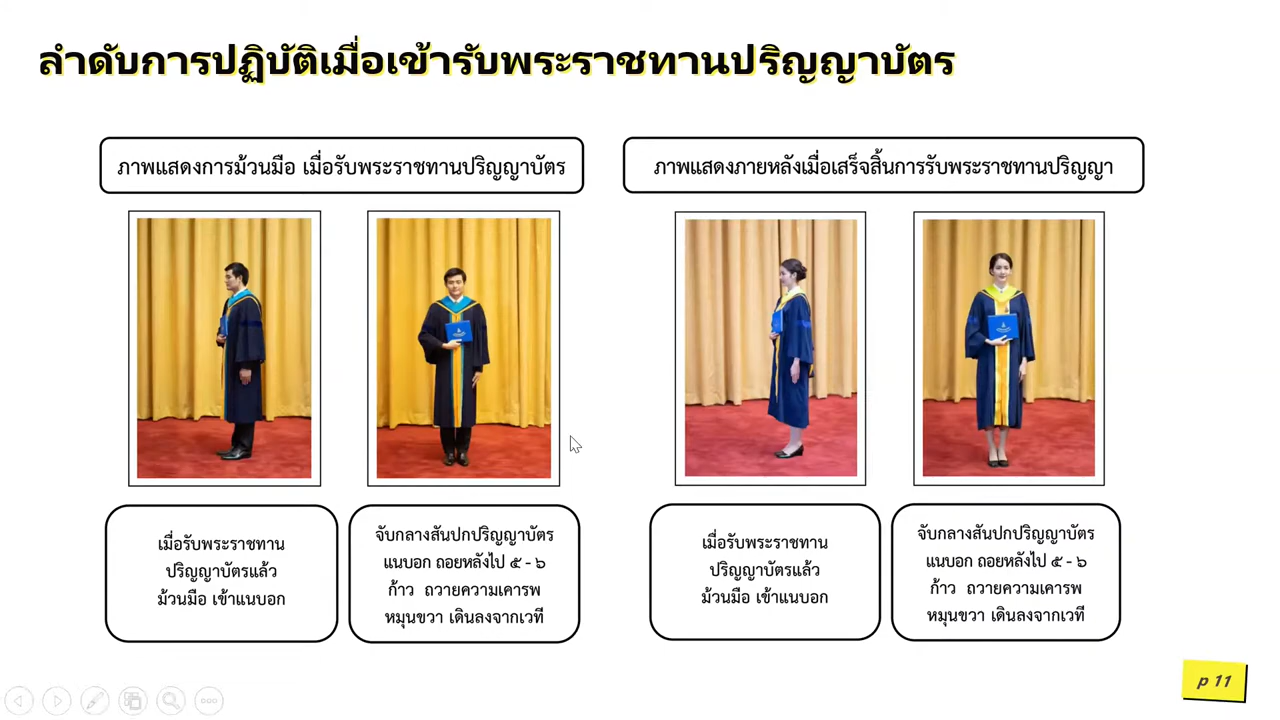 ลำดับการปฏิบัติเมื่อเข้ารับพระราชทานปริญญาบัตร
ภาพแสดงการม้วนมือ เมื่อรับพระราชทานปริญญาบัตร
ภาพแสดงภายหลังเมื่อเสร็จสิ้นการรับพระราชทานปริญญา
เมื่อรับพระราชทาน
ปริญญาบัตรแล้ว
ม้วนมือ เข้าแนบอก
จับกลางสันปกปริญญาบัตร
แนบอก ถอยหลังไป ๕ - ๖
ก้าว ถวายความเคารพ
หมุนขวา เดินลงจากเวที
เมื่อรับพระราชทาน
ปริญญาบัตรแล้ว
ม้วนมือ เข้าแนบอก
จับกลางสันปกปริญญาบัตร
แนบอก ถอยหลังไป ๕ - ๖
ก้าว ถวายความเคารพ
หมุนขวา เดินลงจากเวที
p 11